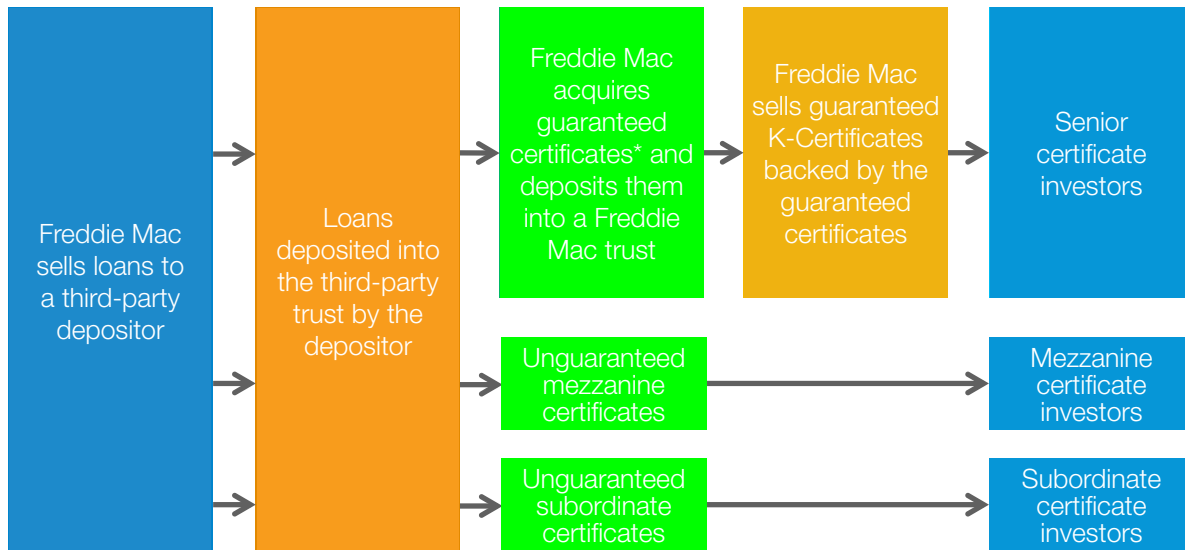 Freddie Mac
sells loans to
a third-party
depositor
Loans
deposited into
the third-party
trust by the
depositor
Freddie Mac
acquires
guaranteed
certificates* and
deposits them
into a Freddie
Mac trust
Freddie Mac
sells guaranteed
K-Certificates
backed by the
guaranteed
certificates
Senior
certificate
investors
Unguaranteed
mezzanine
certificates
Mezzanine
certificate
investors
Unguaranteed
subordinate
certificates
Subordinate
certificate
investors